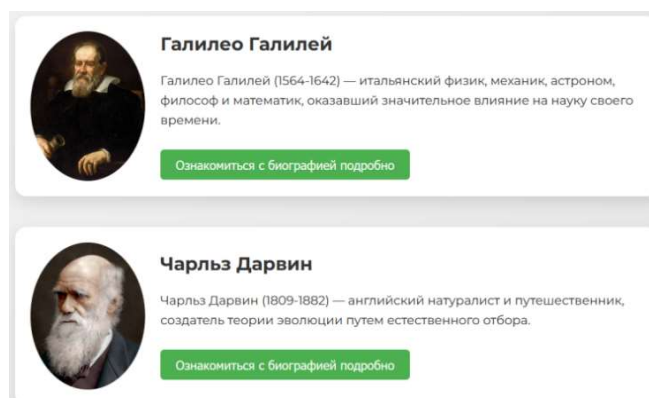 Галилео Галилей
Галилео Галилей (1564-1642) — итальянский физик, механик, астроном,
философ и математик, оказавший значительное влияние на науку своего
времени.
Ознакомиться с биографией подробно
Чарльз Дарвин
Чарльз Дарвин (1809-1882) — английский натуралист и путешественник,
создатель теории эволюции путем естественного отбора.
Ознакомиться с биографией подробно